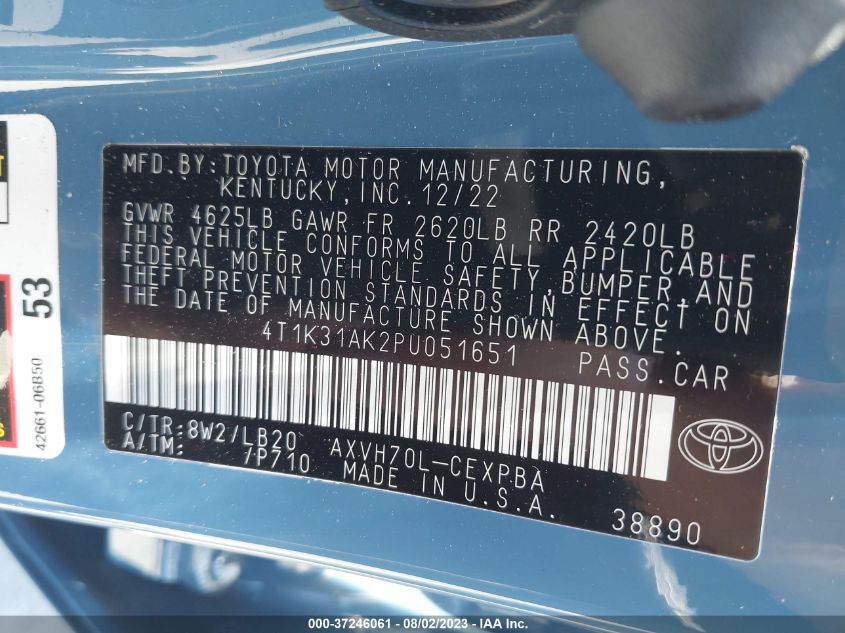 MFD.BY:TOYOTA MOTOR MANUFACTURING,
KENTUCKY,INC.12/22
GVWR 4625LB GAWR FR 2620LB RR 2420LB
THIS VEHICLE CONFORMS TO ALL APPLICABLE
FEDERAL MOTOR VEHICLE SAFETY,BUMPER,AND
THEFT PREVENTION STANDARDS IN EFFECT ON
THE DATE OF MANUFACTURE SHOWN ABOVE.
4T1K31AK2PU051651 PASS.CAR
C/TR:8W2/LB20 AXVH70L-CEXPBA
A/TM: /P710 MADE IN U.S.A.
38890
53
42661-06B50
000-37246061 - 08/02/2023 - IAA Inc.